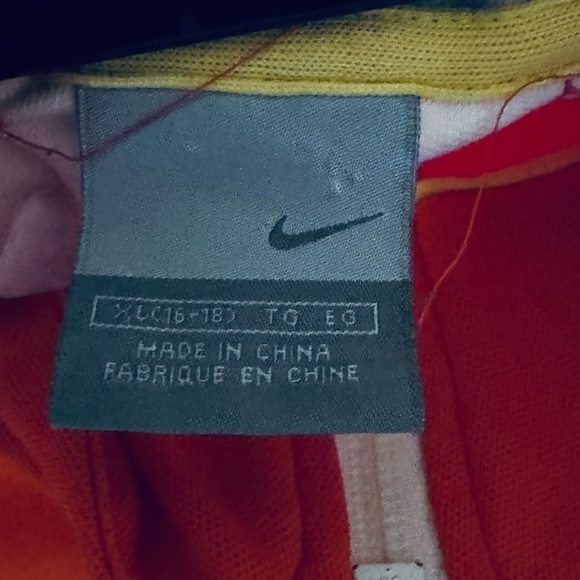 XL(16-18) TG EG
MADE IN CHINA
FABRIQUE EN CHINE